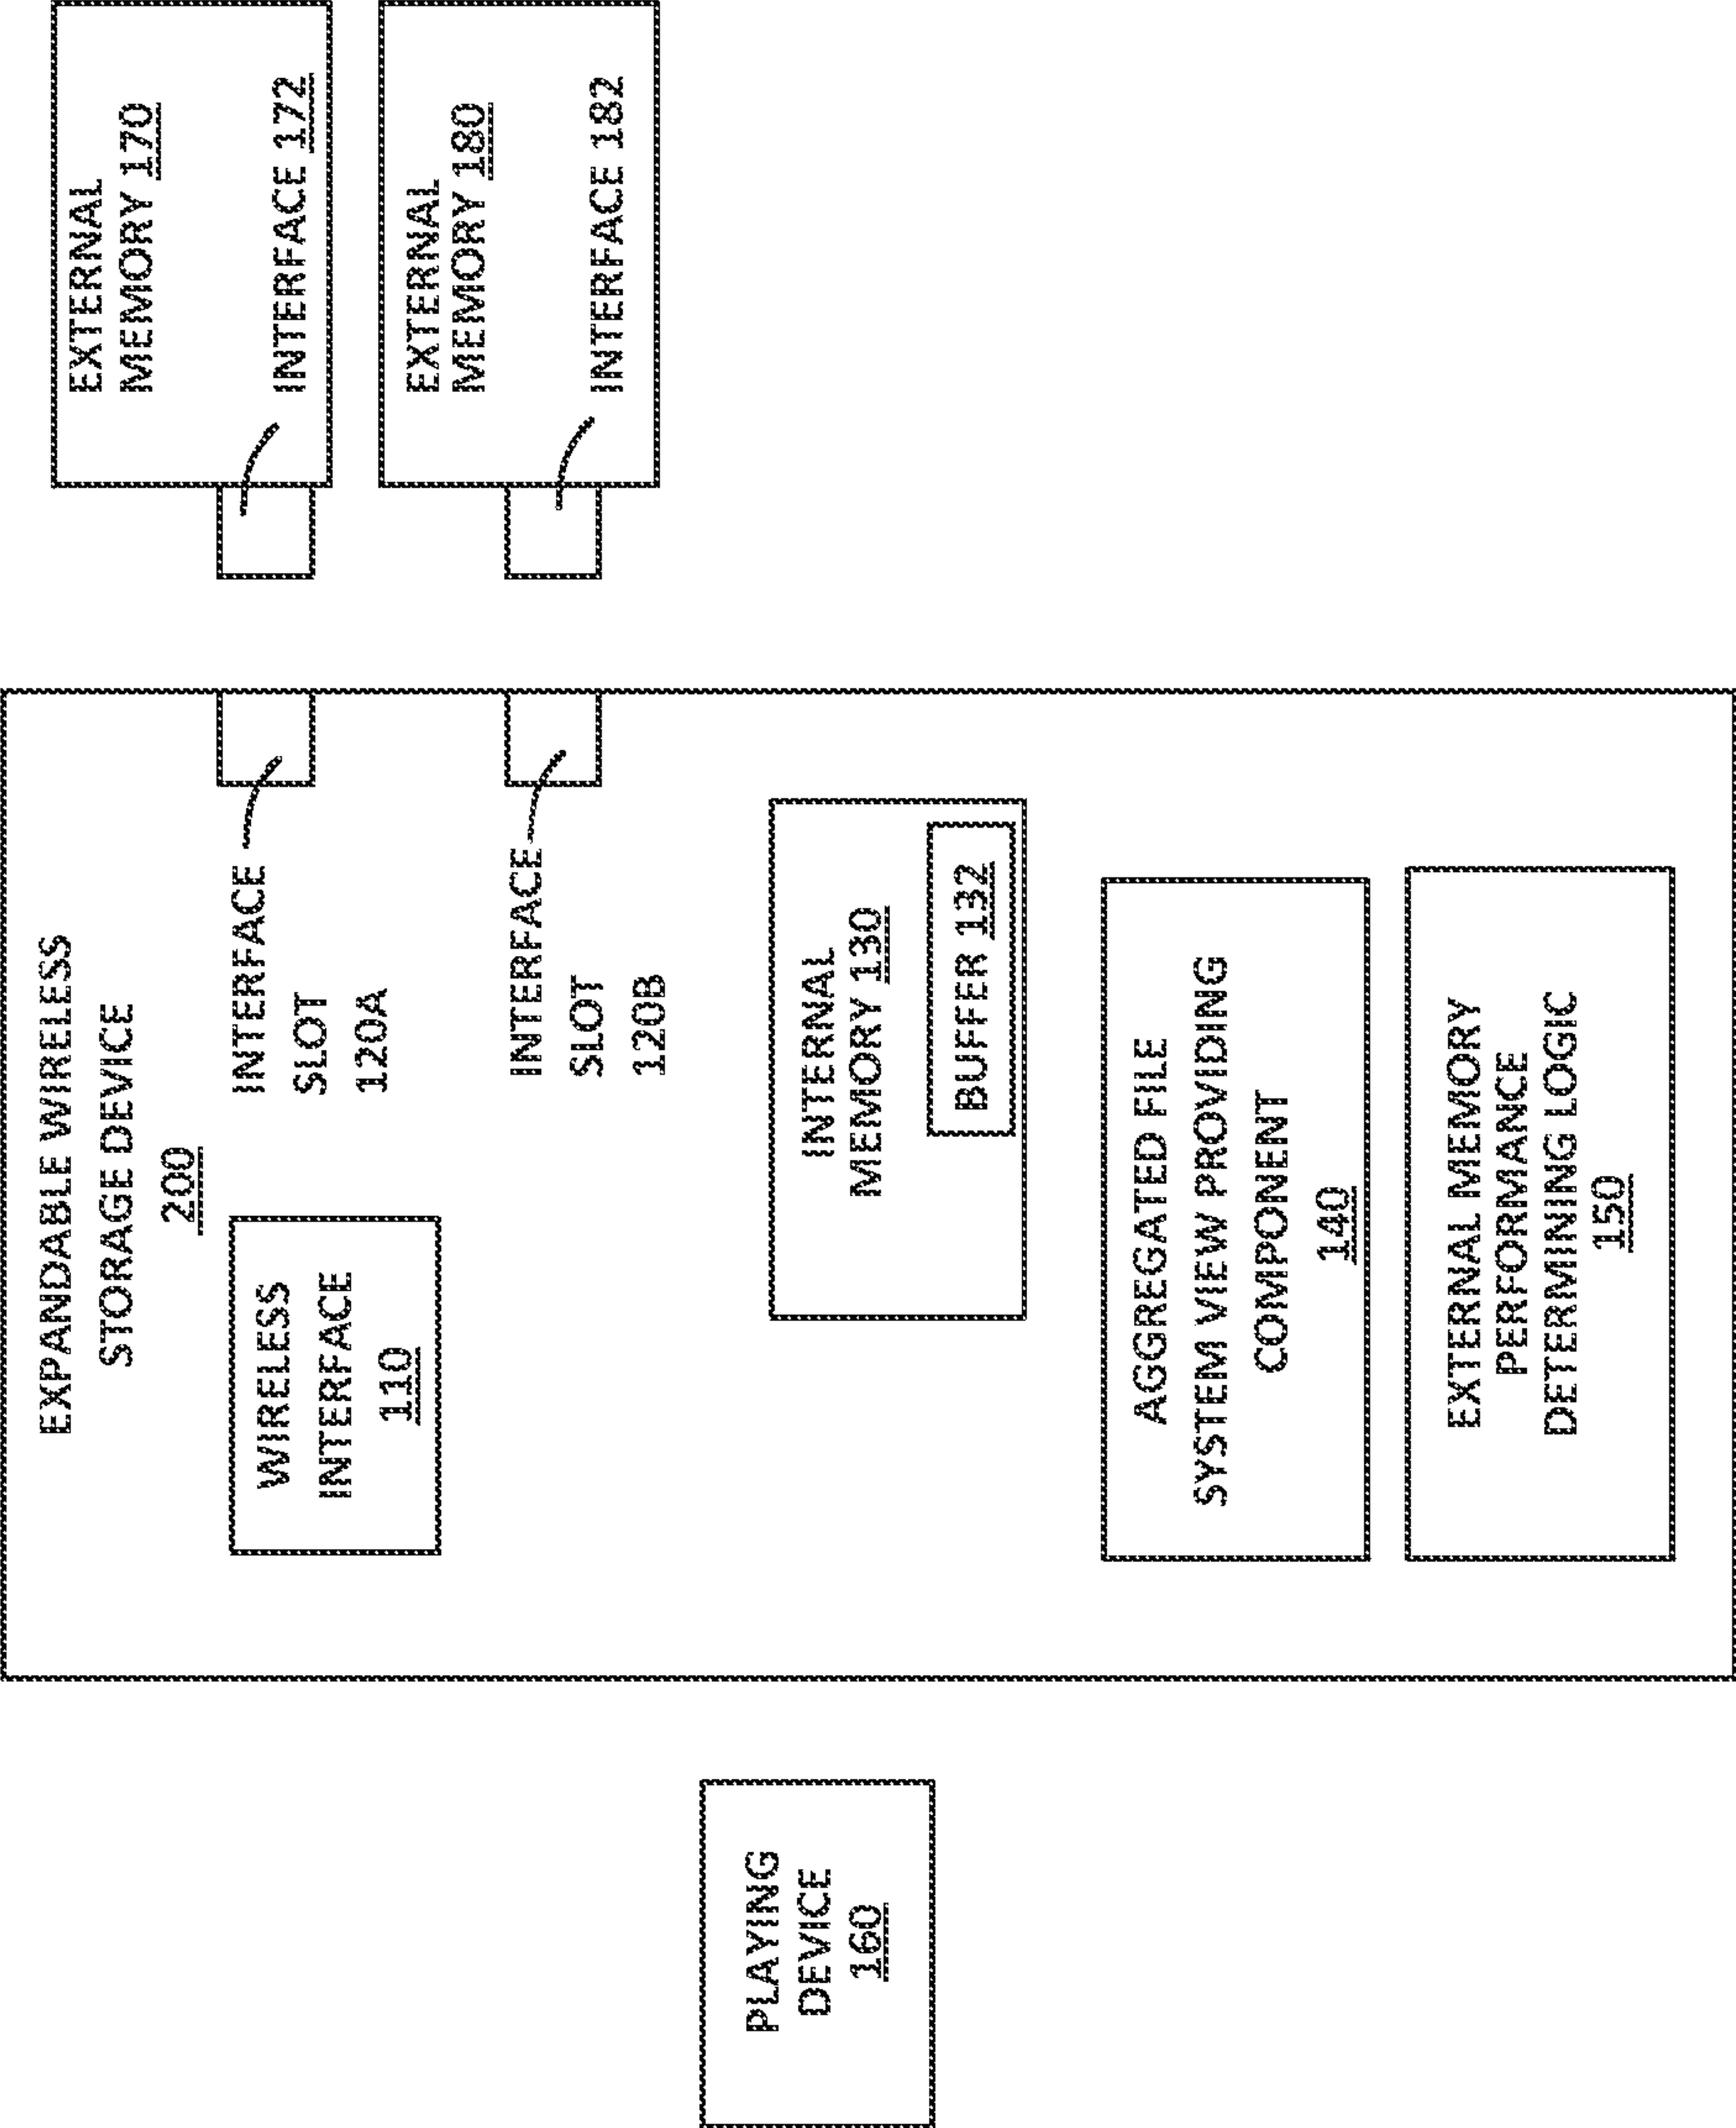 EXPANDABLE WIRELESS
STORAGE DEVICE
200
WIRELESS
INTERFACE
110
INTERFACE
SLOT
120A
INTERFACE
SLOT
120B
INTERNAL
MEMORY 130
BUFFER 132
AGGREGATED FILE
SYSTEM VIEW PROVIDING
COMPONENT
140
EXTERNAL MEMORY
PERFORMANCE
DETERMINING LOGIC
150
PLAYING
DEVICE
160
EXTERNAL
MEMORY 170
INTERFACE 172
EXTERNAL
MEMORY 180
INTERFACE 182